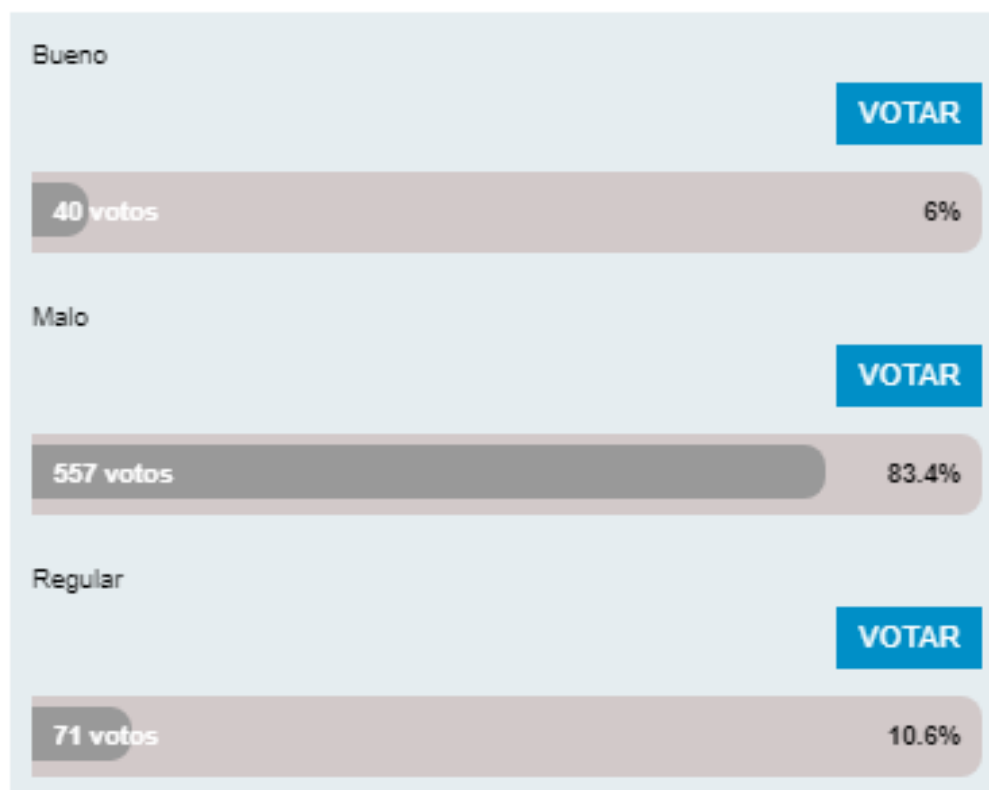 Bueno
VOTAR
40 votos 6%
Malo
VOTAR
557 votos 83.4%
Regular
VOTAR
71 votos 10.6%